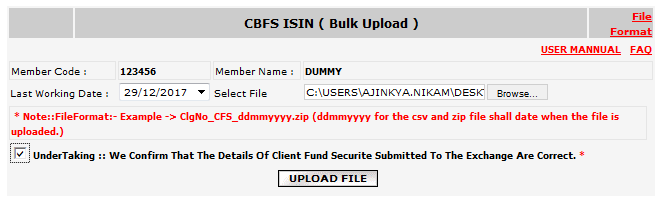 CBFS ISIN ( Bulk Upload )
File Format
USER MANNUAL FAQ
Member Code : 123456 Member Name : DUMMY
Last Working Date : 29/12/2017 Select File C:\USERS\AJINKYA.NIKAM\DESK Browse...
* Note::FileFormat:- Example -> ClgNo_CFS_ddmmyyyy.zip (ddmmyyyy for the csv and zip file shall date when the file is
uploaded.)
UnderTaking :: We Confirm That The Details Of Client Fund Securite Submitted To The Exchange Are Correct. *
UPLOAD FILE